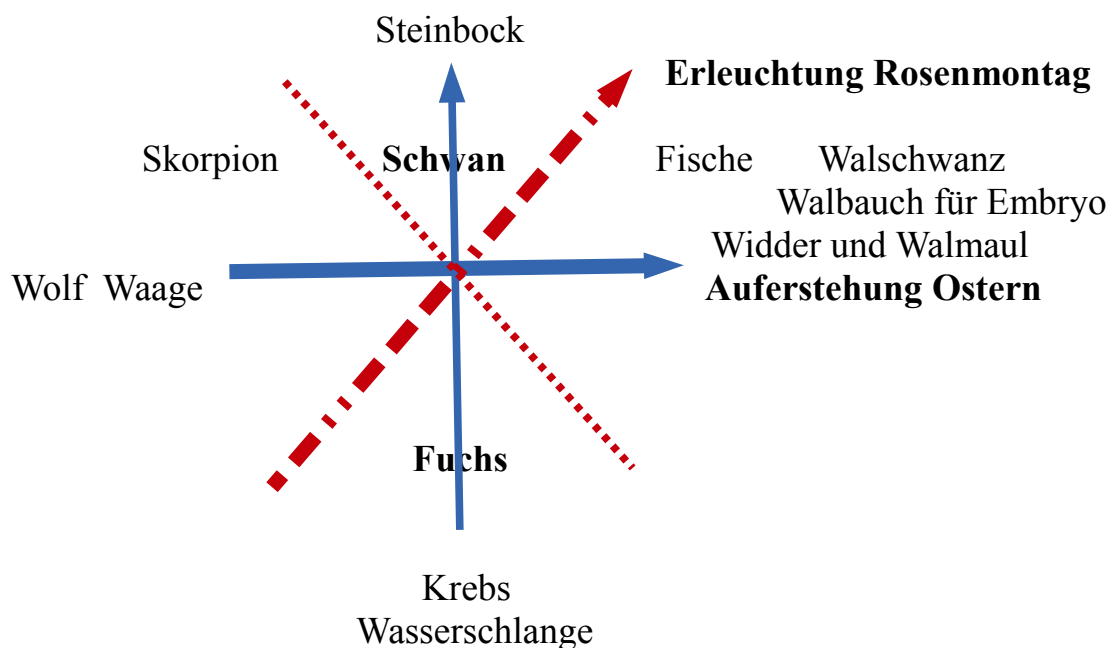 Steinbock
Erleuchtung Rosenmontag
Skorpion Schwan Fische Walschwanz
Walbauch für Embryo
Widder und Walmaul
Wolf Waage Auferstehung Ostern
Fuchs
Krebs
Wasserschlange